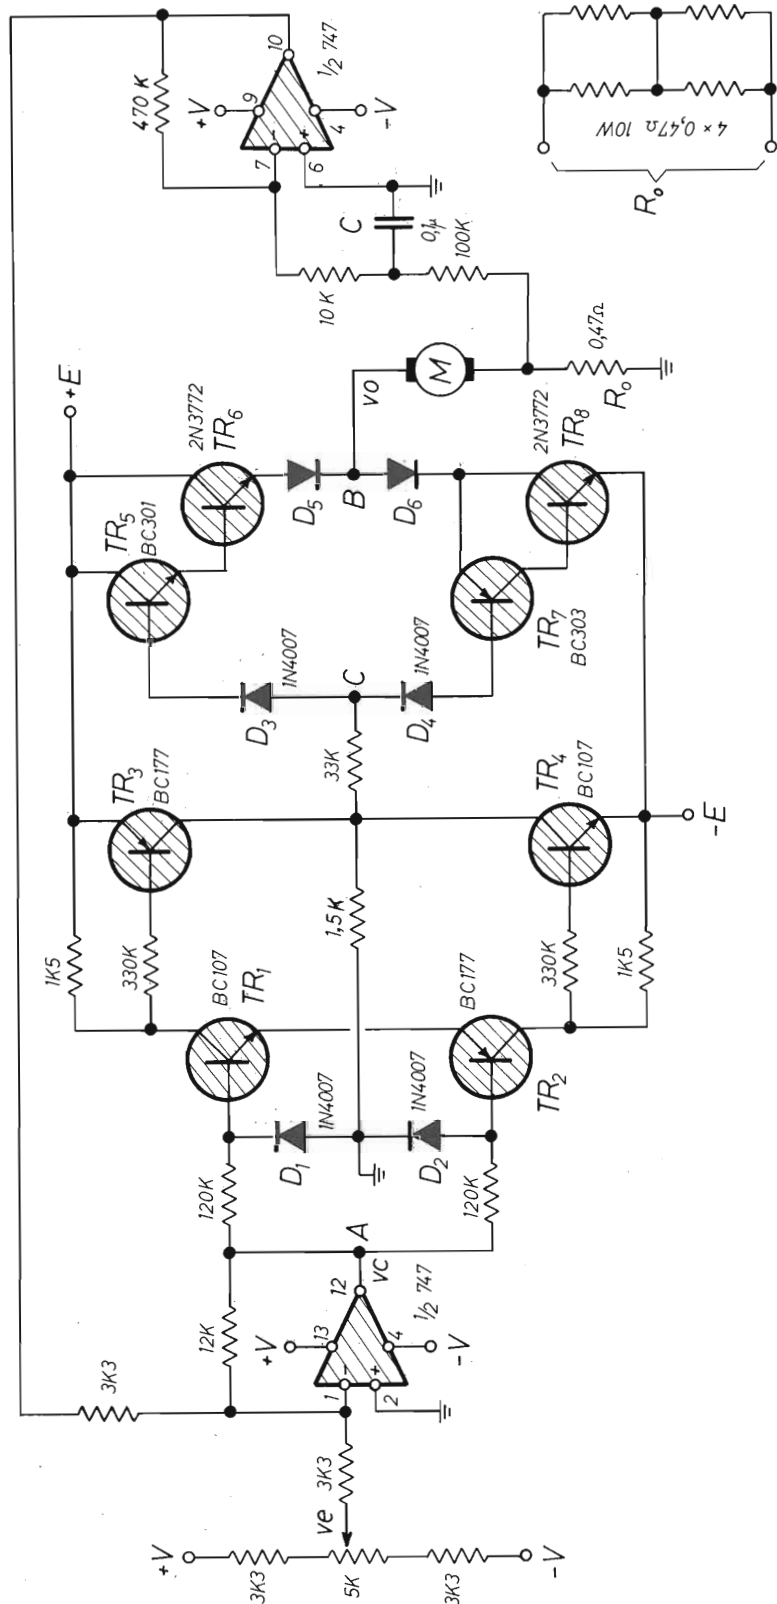 470 K
+V
9
10
½ 747
7
-
+
6
4
-V
C
0,1µ
10 K
100K
4 × 0,47Ω 10W
R₀
+E
2N3772
TR₆
TR₅
BC301
D₅
B
vo
M
0,47Ω
R₀
D₆
2N3772
TR₈
TR₇
BC303
1N4007
D₃
C
1N4007
D₄
33K
TR₃
BC177
TR₄
BC107
-E
1K5
330K
1,5K
330K
1K5
BC107
TR₁
BC177
TR₂
1N4007
D₁
1N4007
D₂
120K
120K
A
vc
12
½ 747
12K
+V
13
4
-V
1
-
+
2
3K3
3K3
ve
+V
3K3
5K
3K3
-V